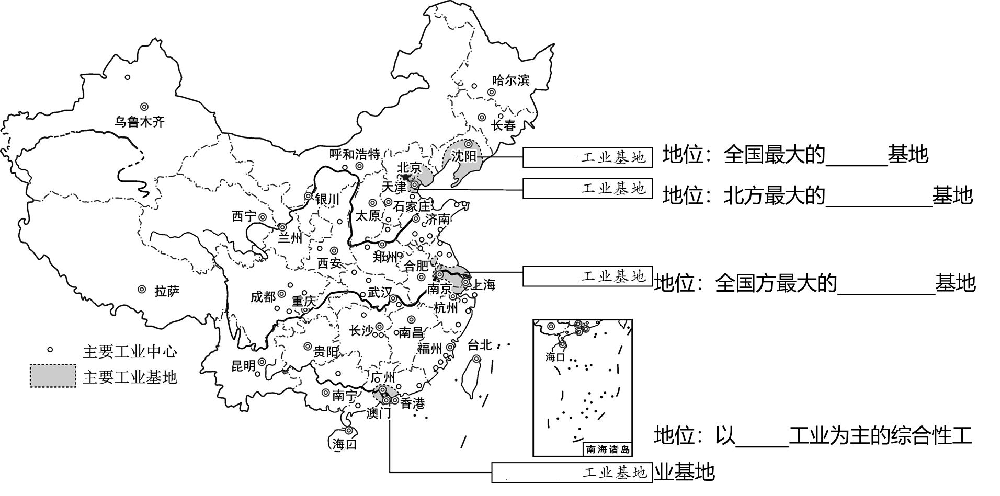 哈尔滨
乌鲁木齐
长春
呼和浩特
沈阳
工业基地
地位：全国最大的______基地
北京
天津
工业基地
地位：北方最大的__________基地
银川
石家庄
太原
西宁
济南
兰州
郑州
西安
合肥
工业基地
地位：全国方最大的_________基地
南京
上海
拉萨
成都
武汉
重庆
杭州
长沙
南昌
台北
福州
贵阳
主要工业中心
昆明
主要工业基地
广州
南宁
香港
澳门
海口
海口
南海诸岛
地位：以_____工业为主的综合性工
工业基地
业基地